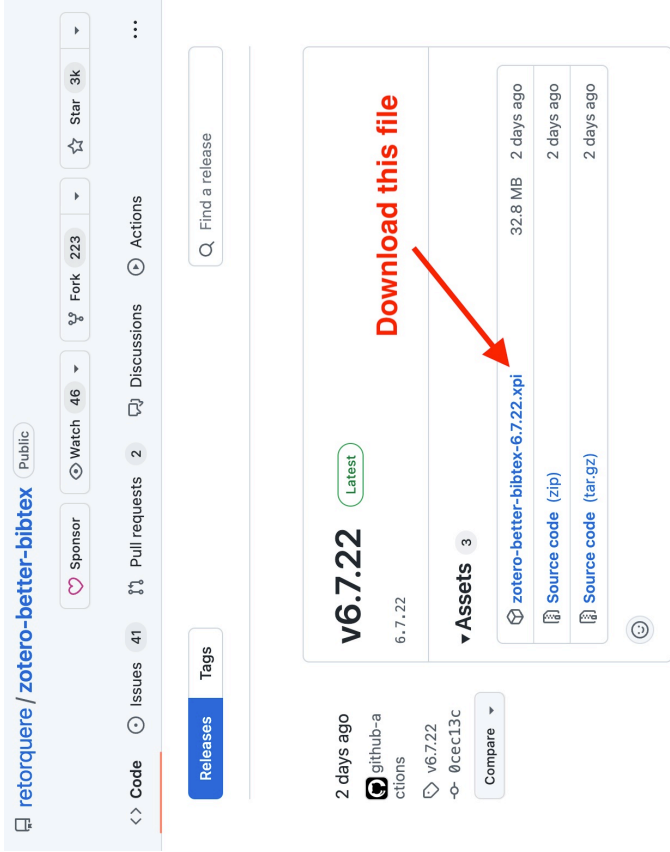 retorquere / zotero-better-bibtex Public
Sponsor Watch 46 Fork 223 Star 3k
Code Issues 41 Pull requests 2 Discussions Actions
Releases Tags Find a release
2 days ago
github-a
ctions
v6.7.22
0cec13c
Compare
v6.7.22 Latest
6.7.22
Download this file
Assets 3
zotero-better-bibtex-6.7.22.xpi 32.8 MB 2 days ago
Source code (zip) 2 days ago
Source code (tar.gz) 2 days ago